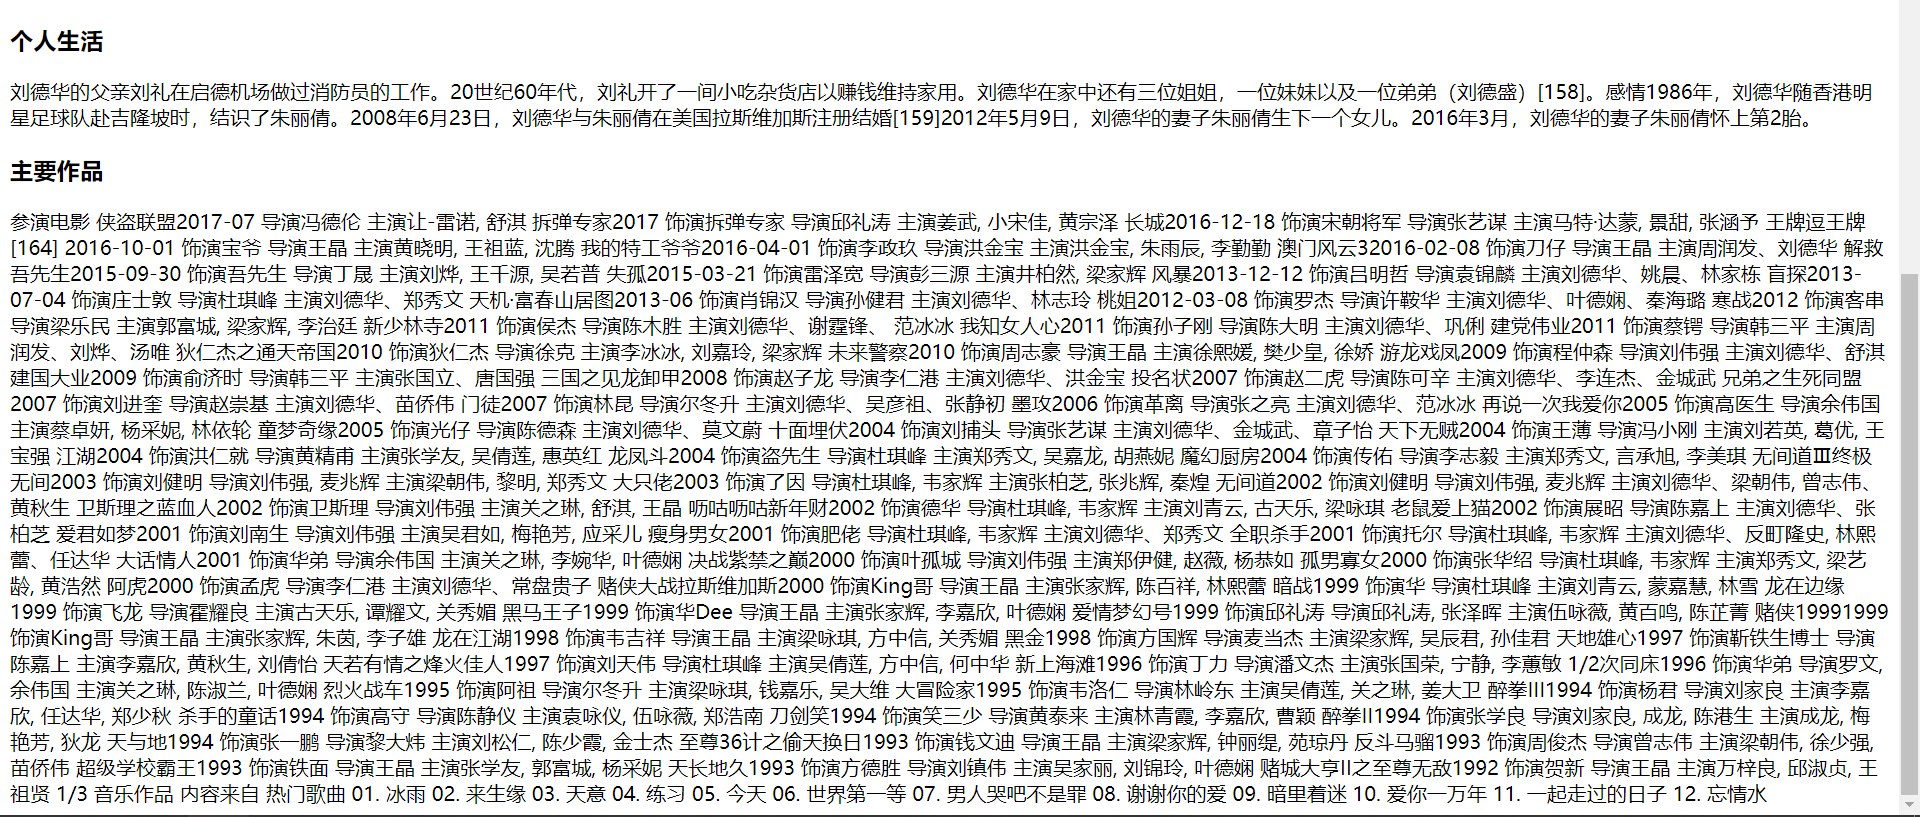 个人生活
刘德华的父亲刘礼在启德机场做过消防员的工作。20世纪60年代，刘礼开了一间小吃杂货店以赚钱维持家用。刘德华在家中还有三位姐姐，一位妹妹以及一位弟弟（刘德盛）[158]。感情1986年，刘德华随香港明
星足球队赴吉隆坡时，结识了朱丽倩。2008年6月23日，刘德华与朱丽倩在美国拉斯维加斯注册结婚[159]2012年5月9日，刘德华的妻子朱丽倩生下一个女儿。2016年3月，刘德华的妻子朱丽倩怀上第2胎。
主要作品
参演电影 侠盗联盟2017-07 导演冯德伦 主演让-雷诺, 舒淇 拆弹专家2017 饰演拆弹专家 导演邱礼涛 主演姜武, 小宋佳, 黄宗泽 长城2016-12-18 饰演宋朝将军 导演张艺谋 主演马特·达蒙, 景甜, 张涵予 王牌逗王牌
[164] 2016-10-01 饰演宝爷 导演王晶 主演黄晓明, 王祖蓝, 沈腾 我的特工爷爷2016-04-01 饰演李政玖 导演洪金宝 主演洪金宝, 朱雨辰, 李勤勤 澳门风云32016-02-08 饰演刀仔 导演王晶 主演周润发、刘德华 解救
吾先生2015-09-30 饰演吾先生 导演丁晟 主演刘烨, 王千源, 吴若普 失孤2015-03-21 饰演雷泽宽 导演彭三源 主演井柏然, 梁家辉 风暴2013-12-12 饰演吕明哲 导演袁锦麟 主演刘德华、姚晨、林家栋 盲探2013-
07-04 饰演庄士敦 导演杜琪峰 主演刘德华、郑秀文 天机·富春山居图2013-06 饰演肖锦汉 导演孙健君 主演刘德华、林志玲 桃姐2012-03-08 饰演罗杰 导演许鞍华 主演刘德华、叶德娴、秦海璐 寒战2012 饰演客串
导演梁乐民 主演郭富城, 梁家辉, 李治廷 新少林寺2011 饰演侯杰 导演陈木胜 主演刘德华、谢霆锋、 范冰冰 我知女人心2011 饰演孙子刚 导演陈大明 主演刘德华、巩俐 建党伟业2011 饰演蔡锷 导演韩三平 主演周
润发、刘烨、汤唯 狄仁杰之通天帝国2010 饰演狄仁杰 导演徐克 主演李冰冰, 刘嘉玲, 梁家辉 未来警察2010 饰演周志豪 导演王晶 主演徐熙媛, 樊少皇, 徐娇 游龙戏凤2009 饰演程仲森 导演刘伟强 主演刘德华、舒淇
建国大业2009 饰演俞济时 导演韩三平 主演张国立、唐国强 三国之见龙卸甲2008 饰演赵子龙 导演李仁港 主演刘德华、洪金宝 投名状2007 饰演赵二虎 导演陈可辛 主演刘德华、李连杰、金城武 兄弟之生死同盟
2007 饰演刘进奎 导演赵崇基 主演刘德华、苗侨伟 门徒2007 饰演林昆 导演尔冬升 主演刘德华、吴彦祖、张静初 墨攻2006 饰演革离 导演张之亮 主演刘德华、范冰冰 再说一次我爱你2005 饰演高医生 导演余伟国
主演蔡卓妍, 杨采妮, 林依轮 童梦奇缘2005 饰演光仔 导演陈德森 主演刘德华、莫文蔚 十面埋伏2004 饰演刘捕头 导演张艺谋 主演刘德华、金城武、章子怡 天下无贼2004 饰演王薄 导演冯小刚 主演刘若英, 葛优, 王
宝强 江湖2004 饰演洪仁就 导演黄精甫 主演张学友, 吴倩莲, 惠英红 龙凤斗2004 饰演盗先生 导演杜琪峰 主演郑秀文, 吴嘉龙, 胡燕妮 魔幻厨房2004 饰演传佑 导演李志毅 主演郑秀文, 言承旭, 李美琪 无间道Ⅲ终极
无间2003 饰演刘健明 导演刘伟强, 麦兆辉 主演梁朝伟, 黎明, 郑秀文 大只佬2003 饰演了因 导演杜琪峰, 韦家辉 主演张柏芝, 张兆辉, 秦煌 无间道2002 饰演刘健明 导演刘伟强, 麦兆辉 主演刘德华、梁朝伟, 曾志伟、
黄秋生 卫斯理之蓝血人2002 饰演卫斯理 导演刘伟强 主演关之琳, 舒淇, 王晶 呖咕呖咕新年财2002 饰演德华 导演杜琪峰, 韦家辉 主演刘青云, 古天乐, 梁咏琪 老鼠爱上猫2002 饰演展昭 导演陈嘉上 主演刘德华、张
柏芝 爱君如梦2001 饰演刘南生 导演刘伟强 主演吴君如, 梅艳芳, 应采儿 瘦身男女2001 饰演肥佬 导演杜琪峰, 韦家辉 主演刘德华、郑秀文 全职杀手2001 饰演托尔 导演杜琪峰, 韦家辉 主演刘德华、反町隆史, 林熙
蕾、任达华 大话情人2001 饰演华弟 导演余伟国 主演关之琳, 李婉华, 叶德娴 决战紫禁之巅2000 饰演叶孤城 导演刘伟强 主演郑伊健, 赵薇, 杨恭如 孤男寡女2000 饰演张华绍 导演杜琪峰, 韦家辉 主演郑秀文, 梁艺
龄, 黄浩然 阿虎2000 饰演孟虎 导演李仁港 主演刘德华、常盘贵子 赌侠大战拉斯维加斯2000 饰演King哥 导演王晶 主演张家辉, 陈百祥, 林熙蕾 暗战1999 饰演华 导演杜琪峰 主演刘青云, 蒙嘉慧, 林雪 龙在边缘
1999 饰演飞龙 导演霍耀良 主演古天乐, 谭耀文, 关秀媚 黑马王子1999 饰演华Dee 导演王晶 主演张家辉, 李嘉欣, 叶德娴 爱情梦幻号1999 饰演邱礼涛 导演邱礼涛, 张泽晖 主演伍咏薇, 黄百鸣, 陈芷菁 赌侠19991999
饰演King哥 导演王晶 主演张家辉, 朱茵, 李子雄 龙在江湖1998 饰演韦吉祥 导演王晶 主演梁咏琪, 方中信, 关秀媚 黑金1998 饰演方国辉 导演麦当杰 主演梁家辉, 吴辰君, 孙佳君 天地雄心1997 饰演靳铁生博士 导演
陈嘉上 主演李嘉欣, 黄秋生, 刘倩怡 天若有情之烽火佳人1997 饰演刘天伟 导演杜琪峰 主演吴倩莲, 方中信, 何中华 新上海滩1996 饰演丁力 导演潘文杰 主演张国荣, 宁静, 李蕙敏 1/2次同床1996 饰演华弟 导演罗文,
余伟国 主演关之琳, 陈淑兰, 叶德娴 烈火战车1995 饰演阿祖 导演尔冬升 主演梁咏琪, 钱嘉乐, 吴大维 大冒险家1995 饰演韦洛仁 导演林岭东 主演吴倩莲, 关之琳, 姜大卫 醉拳III1994 饰演杨君 导演刘家良 主演李嘉
欣, 任达华, 郑少秋 杀手的童话1994 饰演高守 导演陈静仪 主演袁咏仪, 伍咏薇, 郑浩南 刀剑笑1994 饰演笑三少 导演黄泰来 主演林青霞, 李嘉欣, 曹颖 醉拳II1994 饰演张学良 导演刘家良, 成龙, 陈港生 主演成龙, 梅
艳芳, 狄龙 天与地1994 饰演张一鹏 导演黎大炜 主演刘松仁, 陈少霞, 金士杰 至尊36计之偷天换日1993 饰演钱文迪 导演王晶 主演梁家辉, 钟丽缇, 苑琼丹 反斗马骝1993 饰演周俊杰 导演曾志伟 主演梁朝伟, 徐少强,
苗侨伟 超级学校霸王1993 饰演铁面 导演王晶 主演张学友, 郭富城, 杨采妮 天长地久1993 饰演方德胜 导演刘镇伟 主演吴家丽, 刘锦玲, 叶德娴 赌城大亨II之至尊无敌1992 饰演贺新 导演王晶 主演万梓良, 邱淑贞, 王
祖贤 1/3 音乐作品 内容来自 热门歌曲 01. 冰雨 02. 来生缘 03. 天意 04. 练习 05. 今天 06. 世界第一等 07. 男人哭吧不是罪 08. 谢谢你的爱 09. 暗里着迷 10. 爱你一万年 11. 一起走过的日子 12. 忘情水